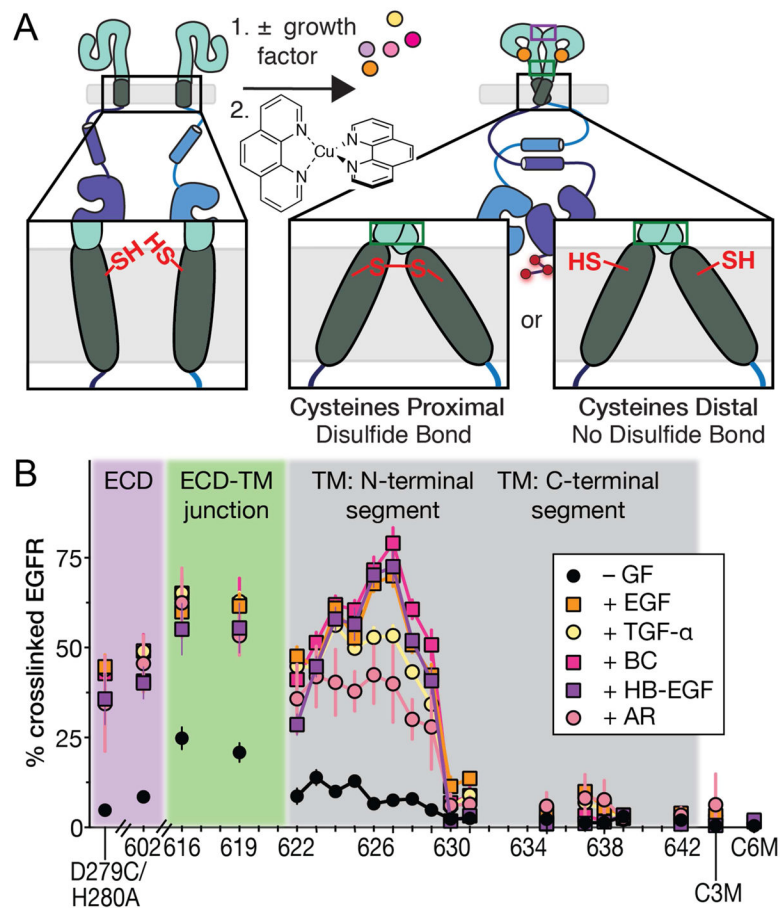 A
1. ± growth
factor
2.
N
N
Cu
N
N
SH
HS
S
S
HS
SH
or
Cysteines Proximal
Disulfide Bond
Cysteines Distal
No Disulfide Bond
B
ECD
ECD-TM
junction
TM: N-terminal
segment
TM: C-terminal
segment
% crosslinked EGFR
75
50
25
0
– GF
+ EGF
+ TGF-α
+ BC
+ HB-EGF
+ AR
602
616
619
622
626
630
634
638
642
C6M
D279C/
H280A
C3M